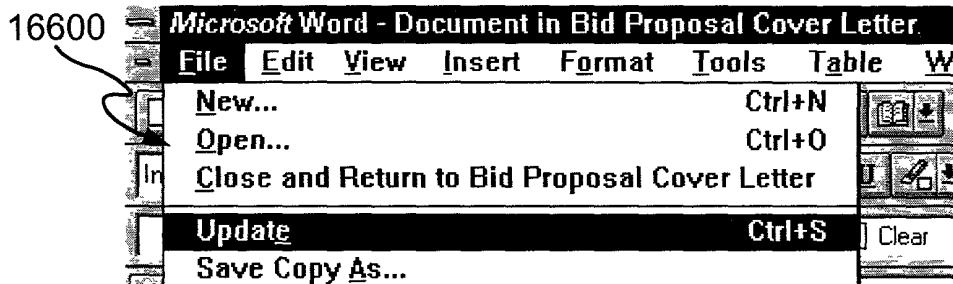 16600
Microsoft Word - Document in Bid Proposal Cover Letter.
File Edit View Insert Format Tools Table W
New... Ctrl+N
Open... Ctrl+O
In
Close and Return to Bid Proposal Cover Letter U
Update Ctrl+S Clear
Save Copy As...